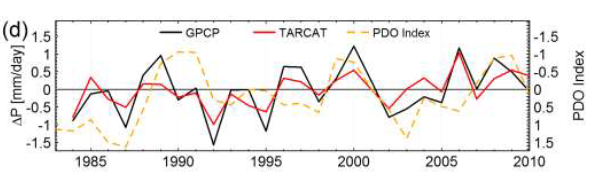 (d)
GPCP TARCAT PDO Index
1.5 -1.5
1 -1
0.5 -0.5
0 0
-0.5 0.5
-1 1
-1.5 1.5
ΔP [mm/day]
PDO Index
1985 1990 1995 2000 2005 2010